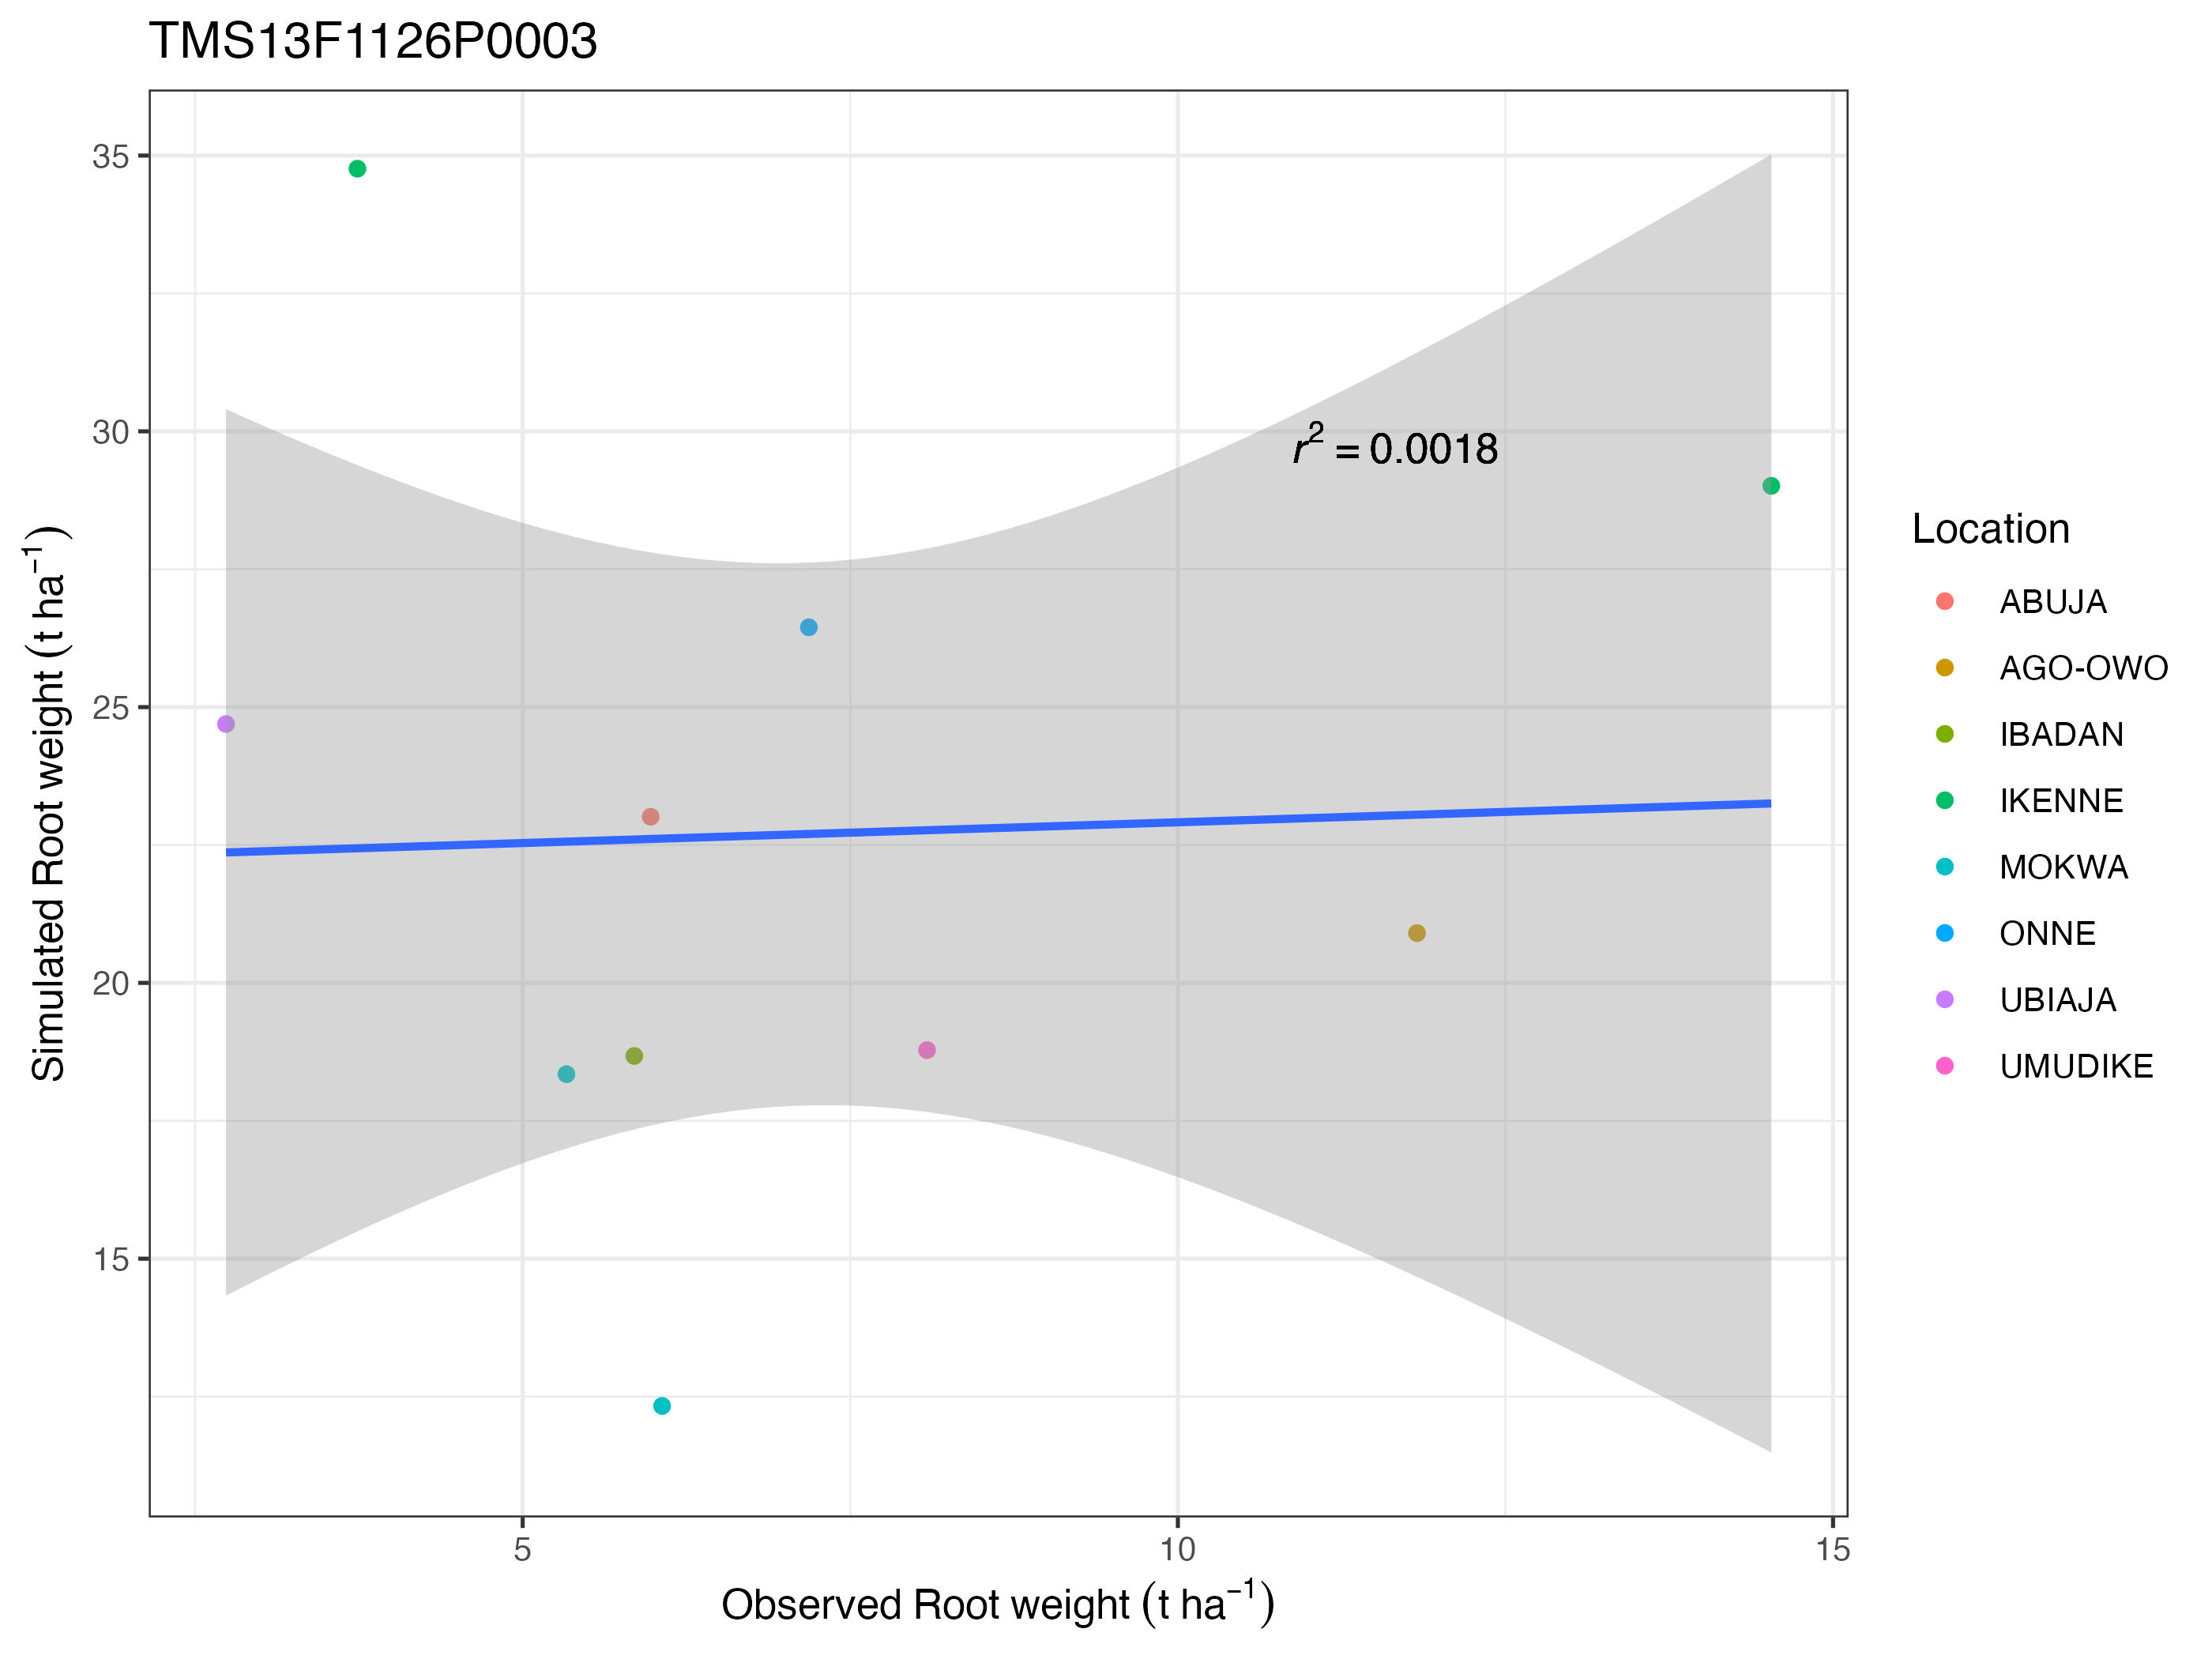 TMS13F1126P0003
35
30
25
20
15
Simulated Root weight (t ha⁻¹)
r² = 0.0018
5
10
15
Observed Root weight (t ha⁻¹)
Location
ABUJA
AGO-OWO
IBADAN
IKENNE
MOKWA
ONNE
UBIAJA
UMUDIKE